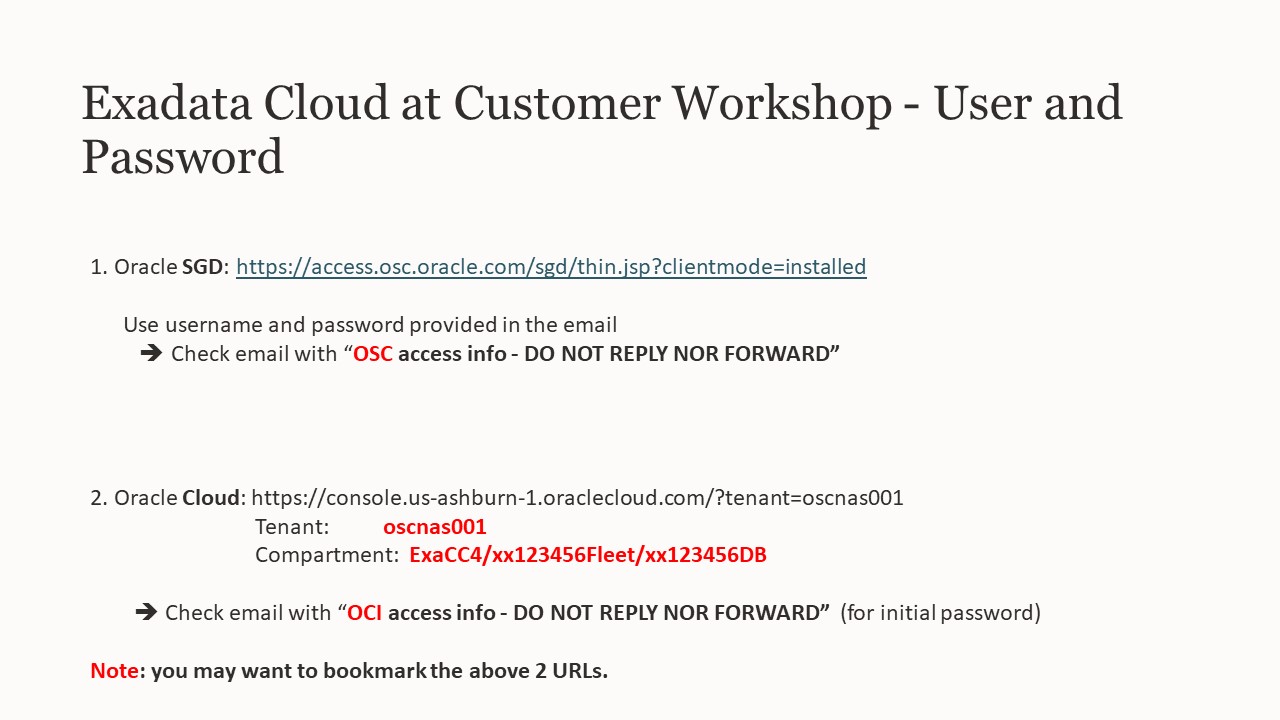 Exadata Cloud at Customer Workshop - User and
Password
1. Oracle SGD: https://access.osc.oracle.com/sgd/thin.jsp?clientmode=installed
Use username and password provided in the email
➔ Check email with “OSC access info - DO NOT REPLY NOR FORWARD”
2. Oracle Cloud: https://console.us-ashburn-1.oraclecloud.com/?tenant=oscnas001
Tenant: oscnas001
Compartment: ExaCC4/xx123456Fleet/xx123456DB
➔ Check email with “OCI access info - DO NOT REPLY NOR FORWARD” (for initial password)
Note: you may want to bookmark the above 2 URLs.